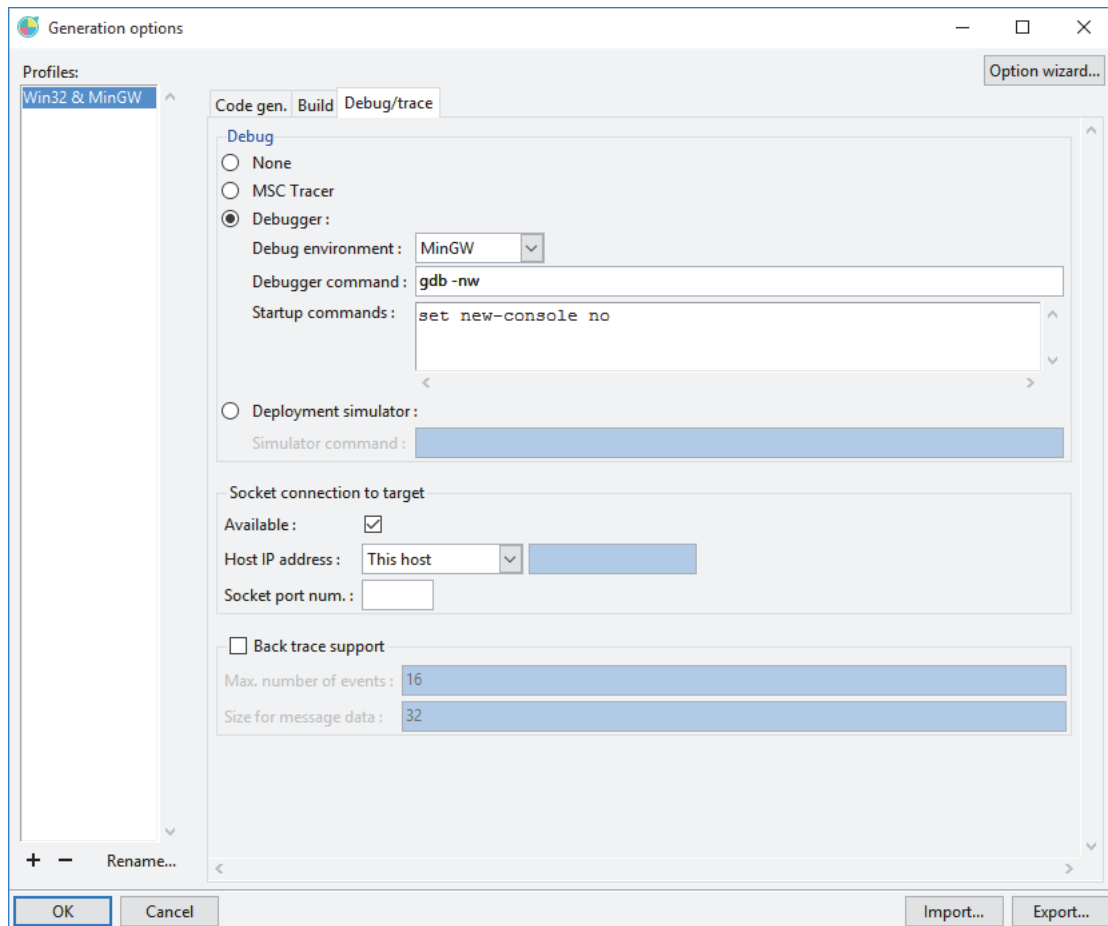 Generation options
Profiles:
Option wizard...
Win32 & MinGW
Code gen. Build Debug/trace
Debug
None
MSC Tracer
Debugger :
Debug environment : MinGW
Debugger command : gdb -nw
Startup commands : set new-console no
Deployment simulator :
Simulator command :
Socket connection to target
Available :
Host IP address : This host
Socket port num. :
Back trace support
Max. number of events : 16
Size for message data : 32
+ − Rename...
OK Cancel Import... Export...